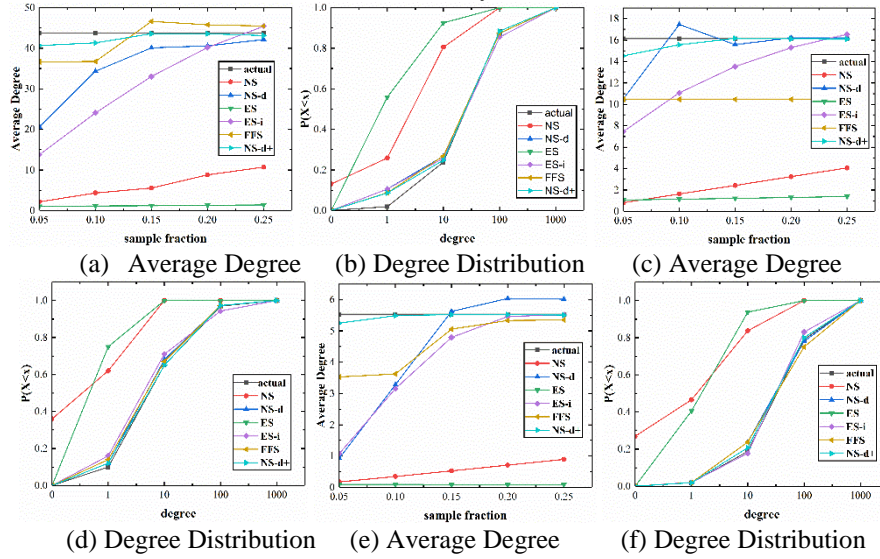 50
40
30
20
10
0
Average Degree
actual
NS
NS-d
ES
ES-i
FFS
NS-d+
0.05 0.10 0.15 0.20 0.25
sample fraction
1.0
0.8
0.6
0.4
0.2
0.0
P(X<x)
actual
NS
NS-d
ES
ES-i
FFS
NS-d+
0 1 10 100 1000
degree
18
16
14
12
10
8
6
4
2
0
Average Degree
actual
NS
NS-d
ES
ES-i
FFS
NS-d+
0.05 0.10 0.15 0.20 0.25
sample fraction
(a) Average Degree (b) Degree Distribution (c) Average Degree
1.0
0.8
0.6
0.4
0.2
0.0
P(X<x)
actual
NS
NS-d
ES
ES-i
FFS
NS-d+
0 1 10 100 1000
degree
6
5
4
3
2
1
0
Average Degree
actual
NS
NS-d
ES
ES-i
FFS
NS-d+
0.05 0.10 0.15 0.20 0.25
sample fraction
1.0
0.8
0.6
0.4
0.2
0.0
P(X<x)
actual
NS
NS-d
ES
ES-i
FFS
NS-d+
0 1 10 100 1000
degree
(d) Degree Distribution (e) Average Degree (f) Degree Distribution